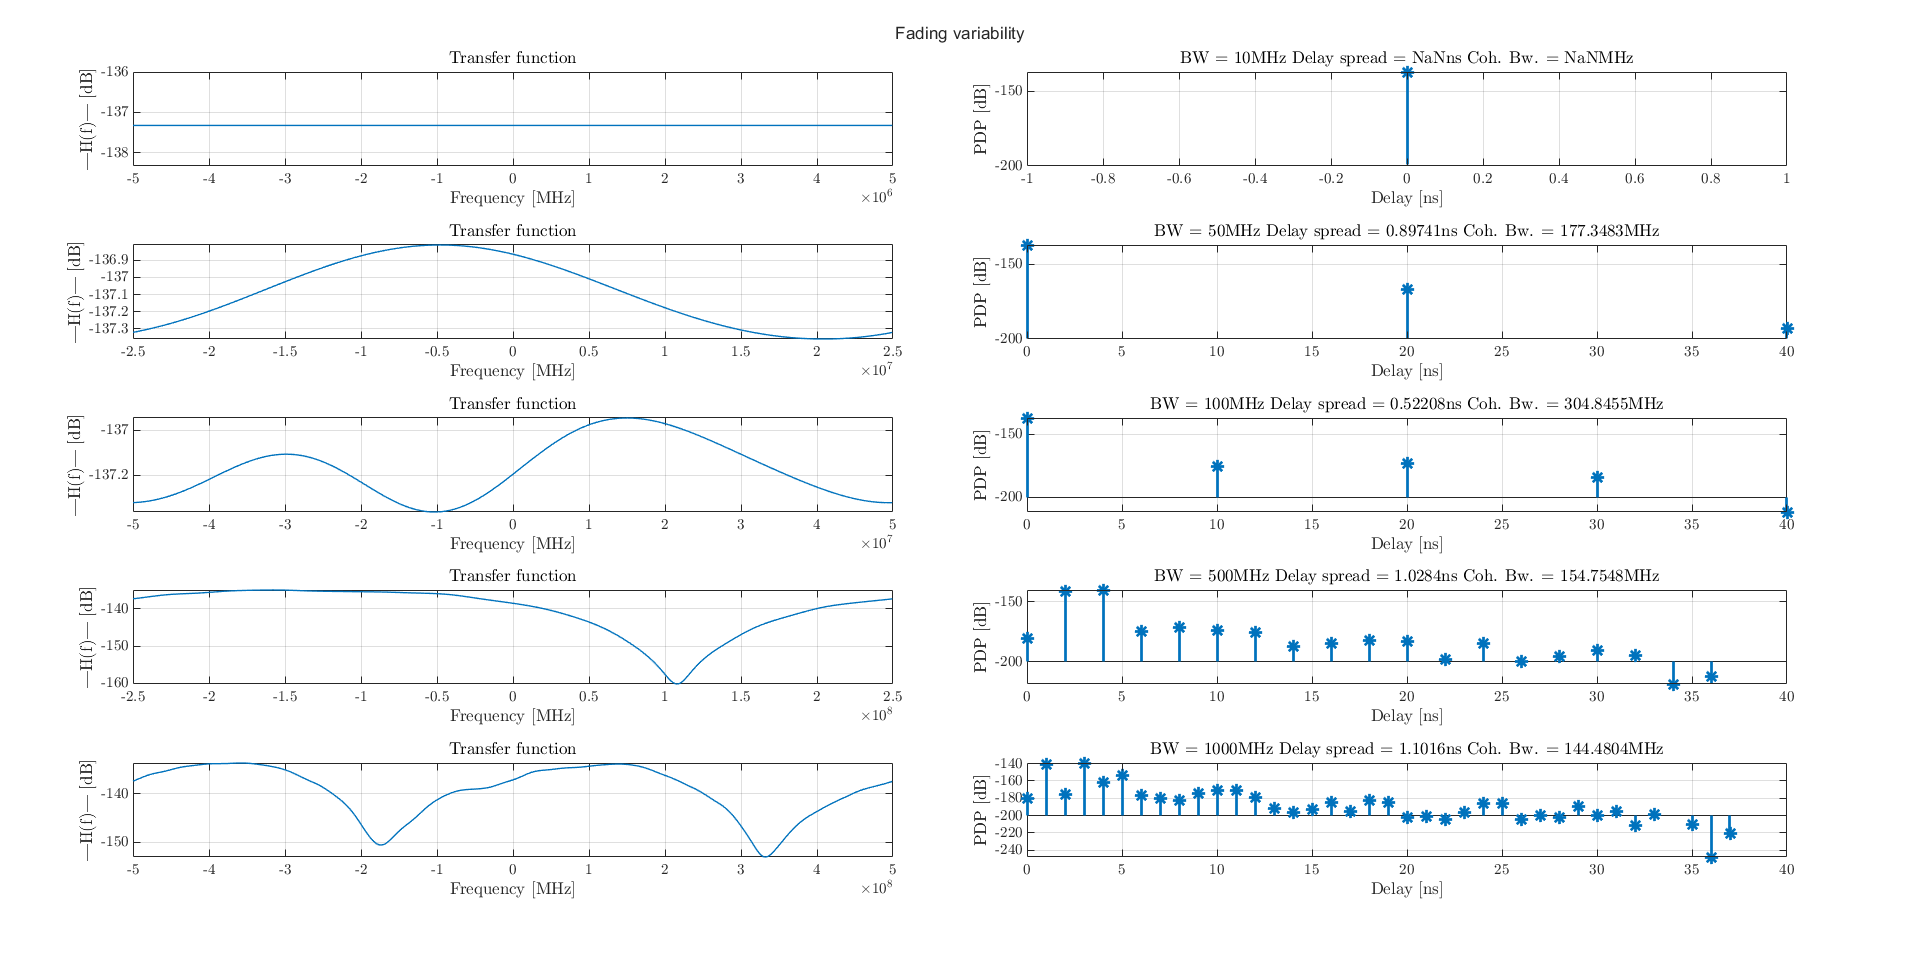 Fading variability
Transfer function
—H(f)— [dB]
-136
-137
-138
-5 -4 -3 -2 -1 0 1 2 3 4 5
Frequency [MHz]
×10^6
BW = 10MHz Delay spread = NaNns Coh. Bw. = NaNMHz
PDP [dB]
-150
-200
-1 -0.8 -0.6 -0.4 -0.2 0 0.2 0.4 0.6 0.8 1
Delay [ns]
Transfer function
—H(f)— [dB]
-136.9
-137
-137.1
-137.2
-137.3
-2.5 -2 -1.5 -1 -0.5 0 0.5 1 1.5 2 2.5
Frequency [MHz]
×10^7
BW = 50MHz Delay spread = 0.89741ns Coh. Bw. = 177.3483MHz
PDP [dB]
-150
-200
0 5 10 15 20 25 30 35 40
Delay [ns]
Transfer function
—H(f)— [dB]
-137
-137.2
-5 -4 -3 -2 -1 0 1 2 3 4 5
Frequency [MHz]
×10^7
BW = 100MHz Delay spread = 0.52208ns Coh. Bw. = 304.8455MHz
PDP [dB]
-150
-200
0 5 10 15 20 25 30 35 40
Delay [ns]
Transfer function
—H(f)— [dB]
-140
-150
-160
-2.5 -2 -1.5 -1 -0.5 0 0.5 1 1.5 2 2.5
Frequency [MHz]
×10^8
BW = 500MHz Delay spread = 1.0284ns Coh. Bw. = 154.7548MHz
PDP [dB]
-150
-200
0 5 10 15 20 25 30 35 40
Delay [ns]
Transfer function
—H(f)— [dB]
-140
-150
-5 -4 -3 -2 -1 0 1 2 3 4 5
Frequency [MHz]
×10^8
BW = 1000MHz Delay spread = 1.1016ns Coh. Bw. = 144.4804MHz
PDP [dB]
-140
-160
-180
-200
-220
-240
0 5 10 15 20 25 30 35 40
Delay [ns]